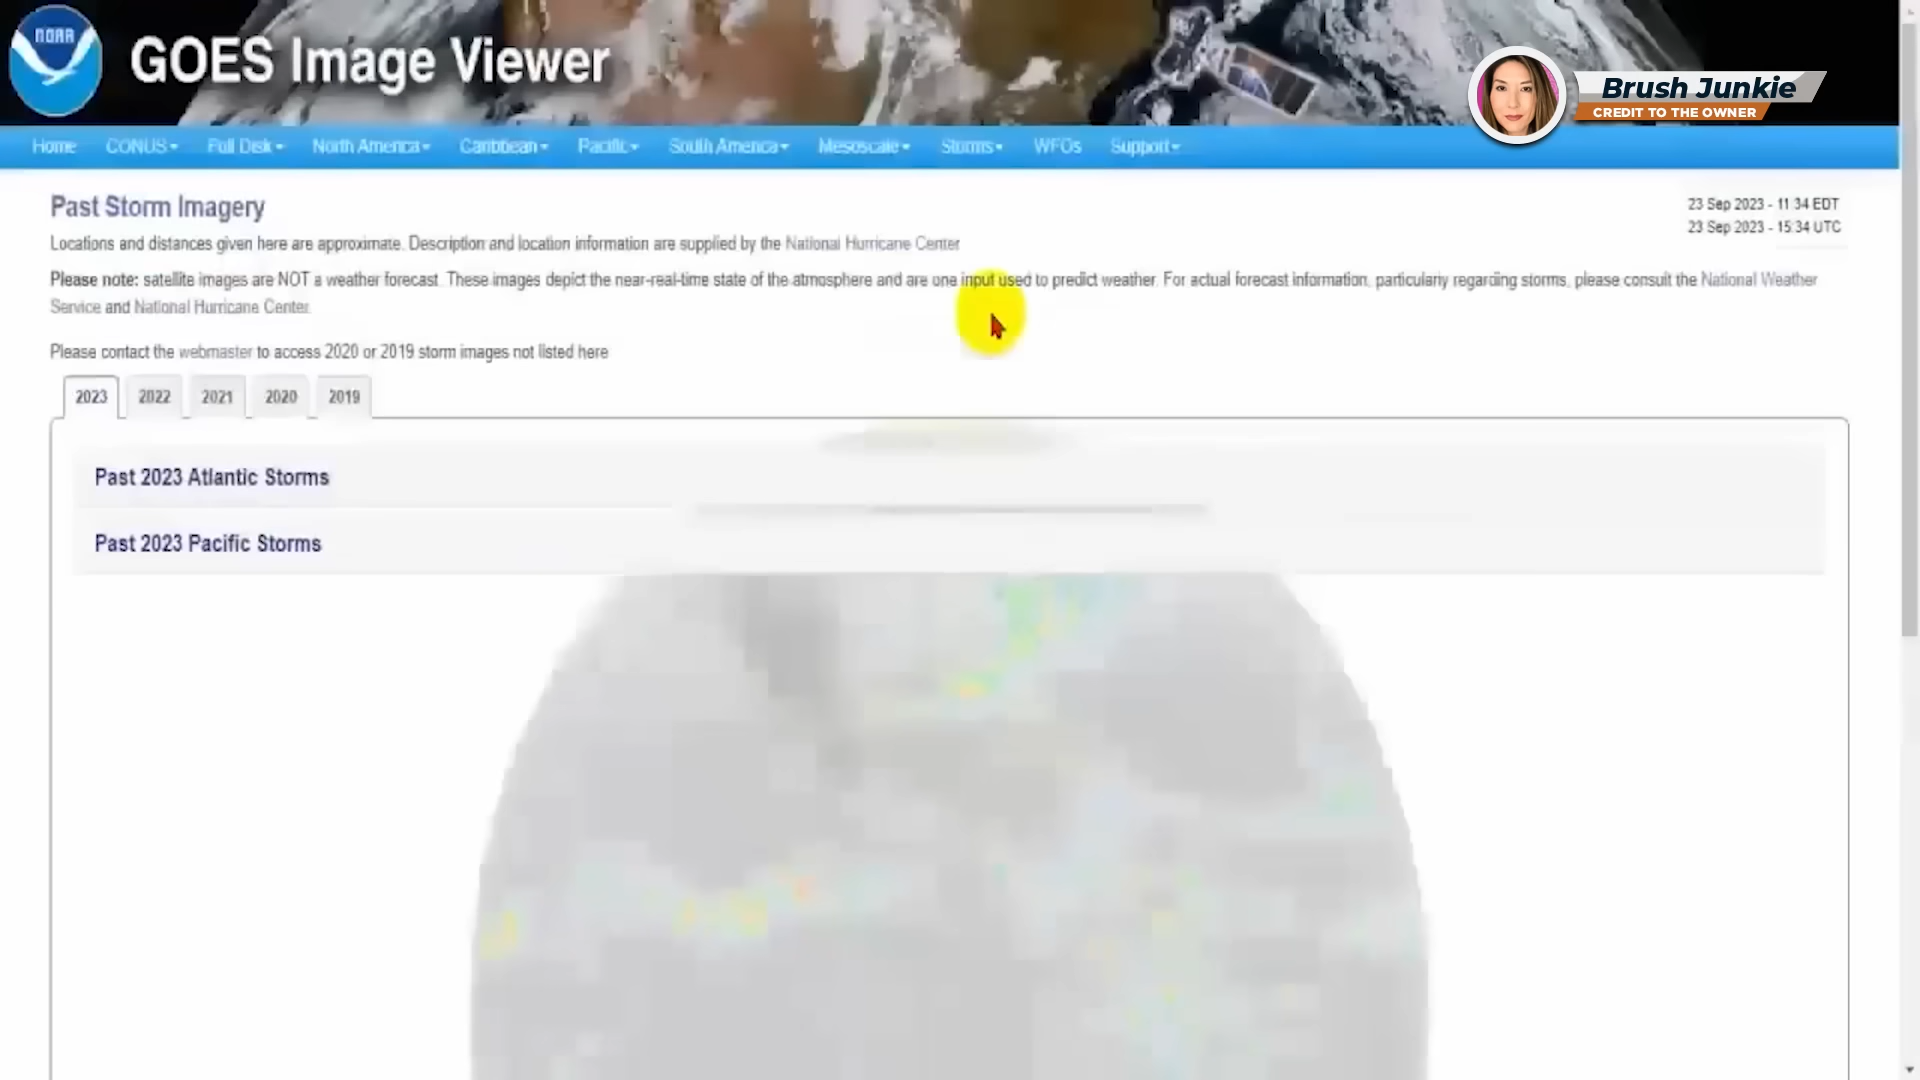 NOAA
GOES Image Viewer
Brush Junkie
CREDIT TO THE OWNER
Home CONUS Full Disk North America Caribbean Pacific South America Mesoscale Storms WFOs Support
Past Storm Imagery
23 Sep 2023 - 11:34 EDT
23 Sep 2023 - 15:34 UTC
Locations and distances given here are approximate. Description and location information are supplied by the National Hurricane Center
Please note: satellite images are NOT a weather forecast. These images depict the near-real-time state of the atmosphere and are one input used to predict weather. For actual forecast information, particularly regarding storms, please consult the National Weather
Service and National Hurricane Center.
Please contact the webmaster to access 2020 or 2019 storm images not listed here
2023 2022 2021 2020 2019
Past 2023 Atlantic Storms
Past 2023 Pacific Storms